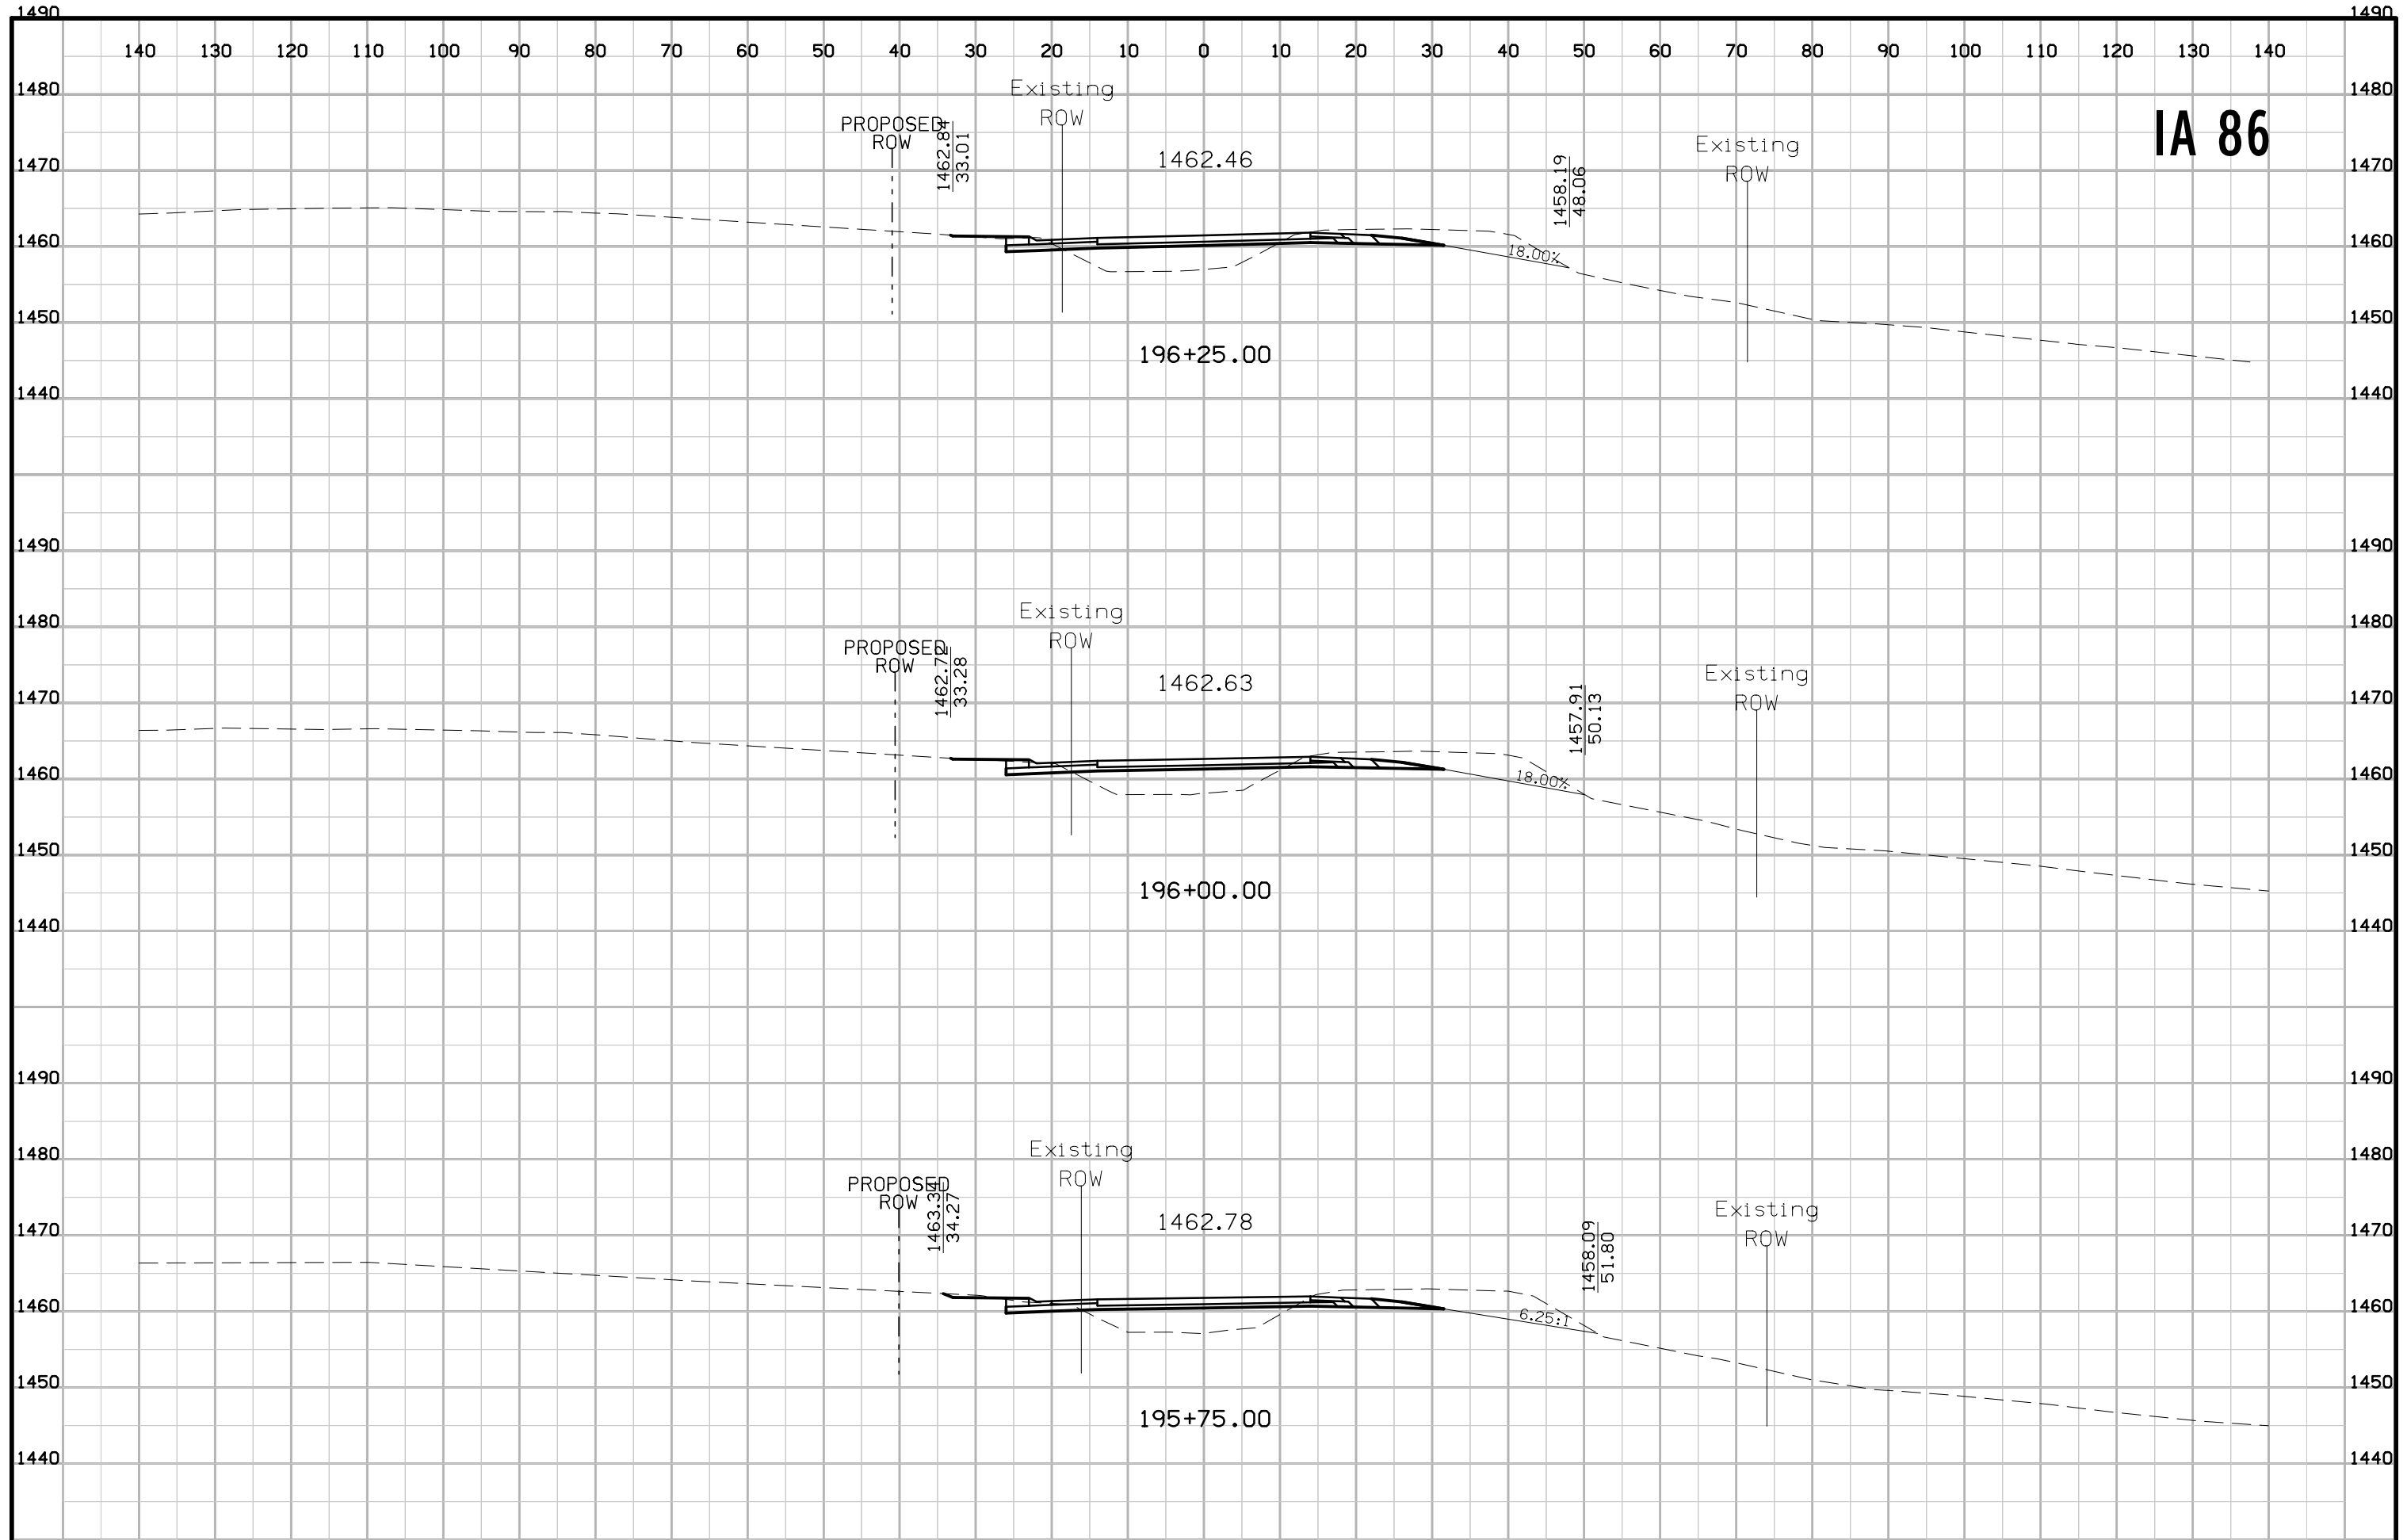 1490 1490
140 130 120 110 100 90 80 70 60 50 40 30 20 10 0 10 20 30 40 50 60 70 80 90 100 110 120 130 140
1480 1480
Existing
ROW
PROPOSED
ROW
1462.84
33.01
1462.46
1458.19
48.06
Existing
ROW
IA 86
1470 1470
1460 1460
18.00%
1450 1450
196+25.00
1440 1440
1490 1490
1480 1480
Existing
ROW
PROPOSED
ROW
1462.72
33.28
1462.63
1457.91
50.13
Existing
ROW
1470 1470
1460 1460
18.00%
1450 1450
196+00.00
1440 1440
1490 1490
1480 1480
Existing
ROW
PROPOSED
ROW
1463.34
34.27
1462.78
1458.09
51.80
Existing
ROW
1470 1470
1460 1460
6.25:1
1450 1450
195+75.00
1440 1440